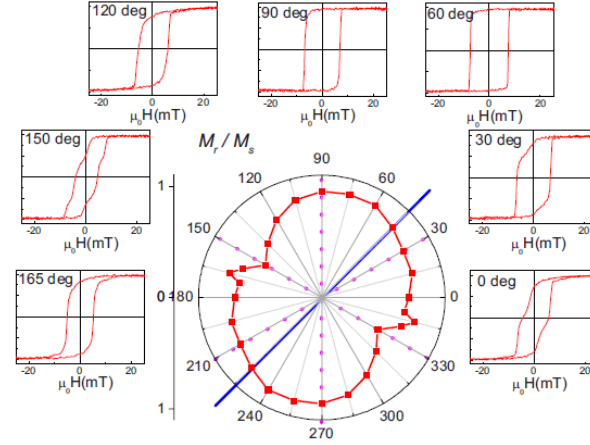 120 deg
90 deg
60 deg
-20 0 20
μ₀H(mT)
-20 0 20
μ₀H(mT)
-20 0 20
μ₀H(mT)
150 deg
-20 0 20
μ₀H(mT)
M_r / M_s
30 deg
-20 0 20
μ₀H(mT)
165 deg
-20 0 20
μ₀H(mT)
0 deg
-20 0 20
μ₀H(mT)
1
0
1
90
60
30
0
330
300
270
240
210
180
150
120